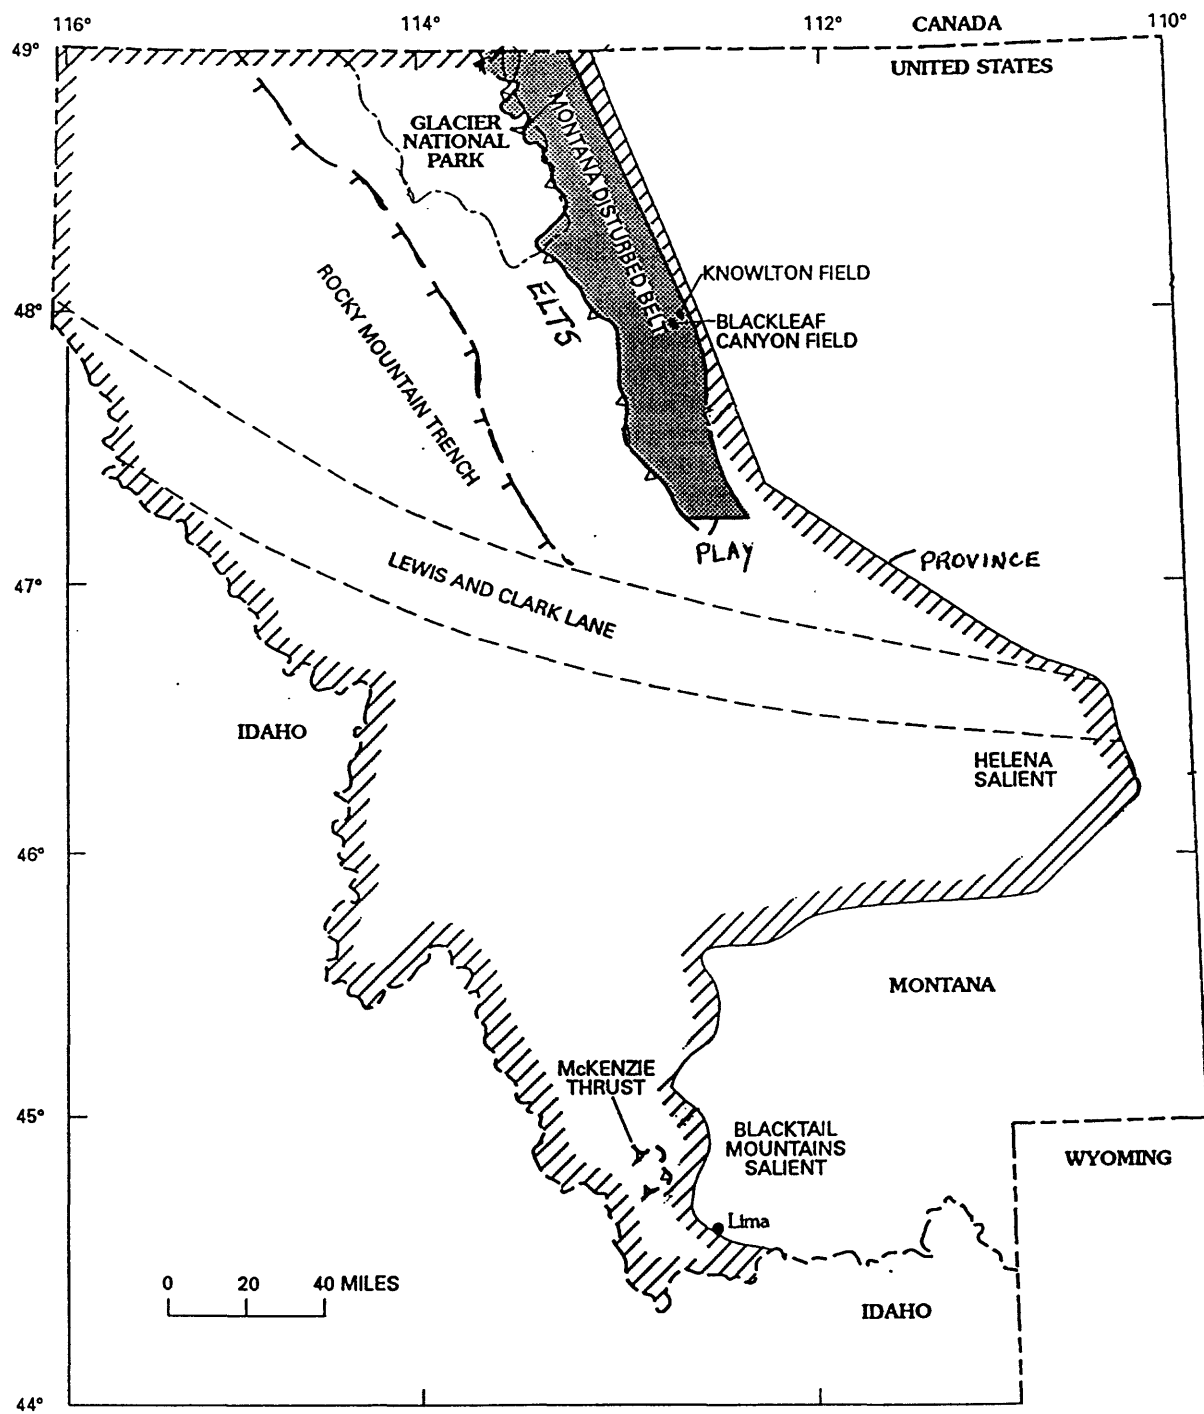 116°
114°
112°
CANADA
110°
49°
UNITED STATES
GLACIER
NATIONAL
PARK
MONTANA DISTURBED BELT
KNOWLTON FIELD
ROCKY MOUNTAIN TRENCH
ELTS
48°
BLACKLEAF
CANYON FIELD
PLAY
PROVINCE
47°
LEWIS AND CLARK LANE
IDAHO
HELENA
SALIENT
46°
MONTANA
McKENZIE
THRUST
45°
BLACKTAIL
MOUNTAINS
SALIENT
WYOMING
Lima
0 20 40 MILES
IDAHO
44°